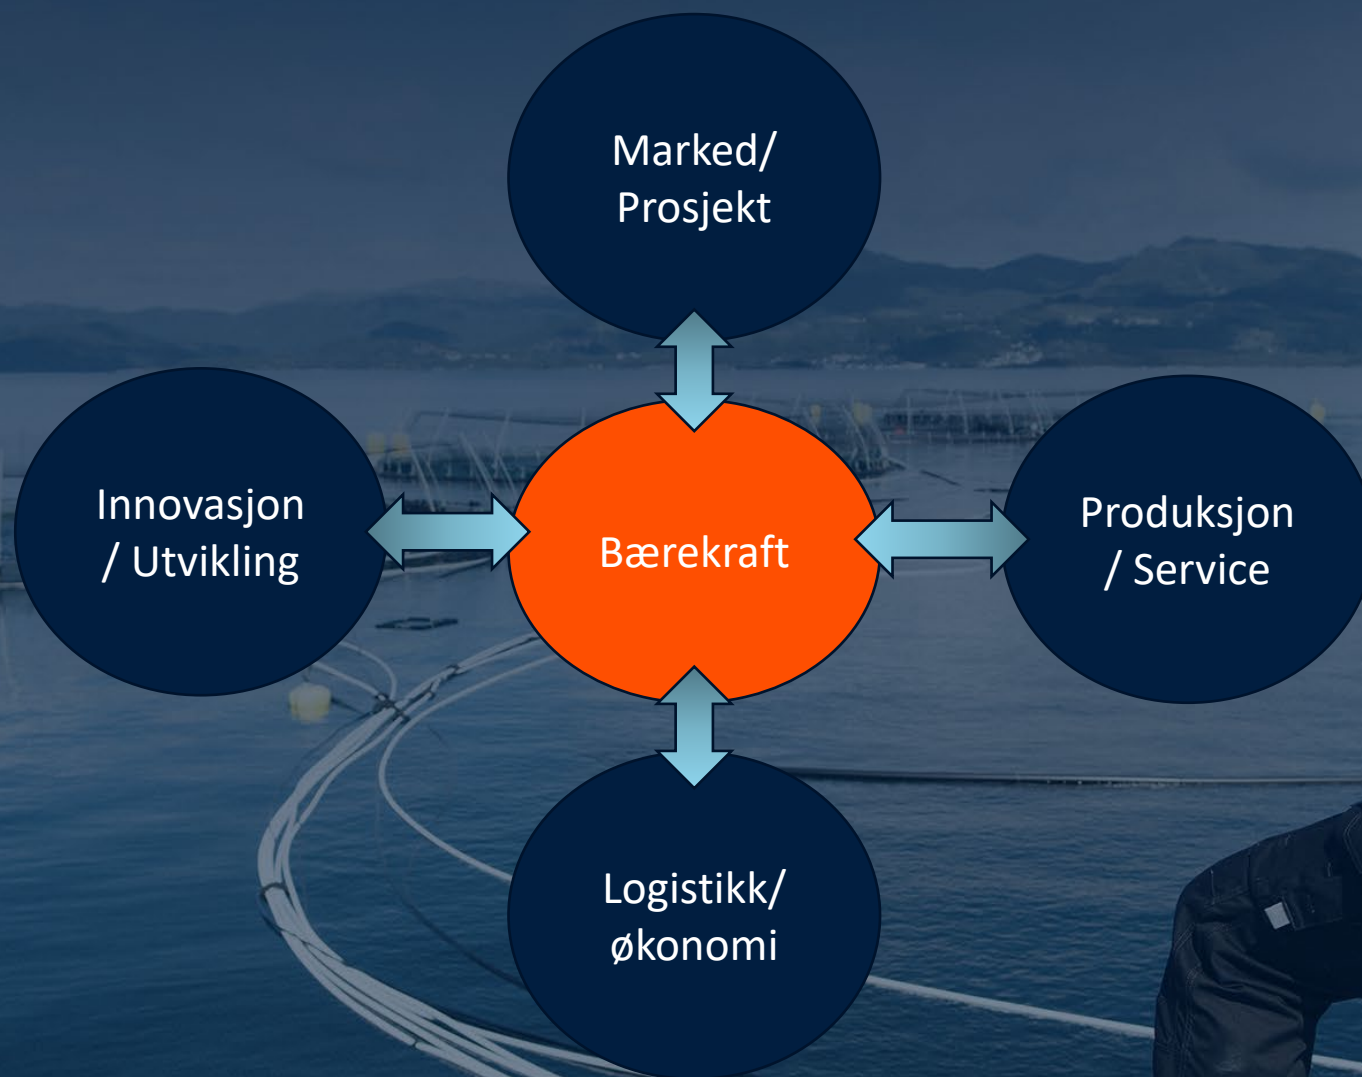 Marked/
Prosjekt
Innovasjon
/ Utvikling
Bærekraft
Produksjon
/ Service
Logistikk/
økonomi